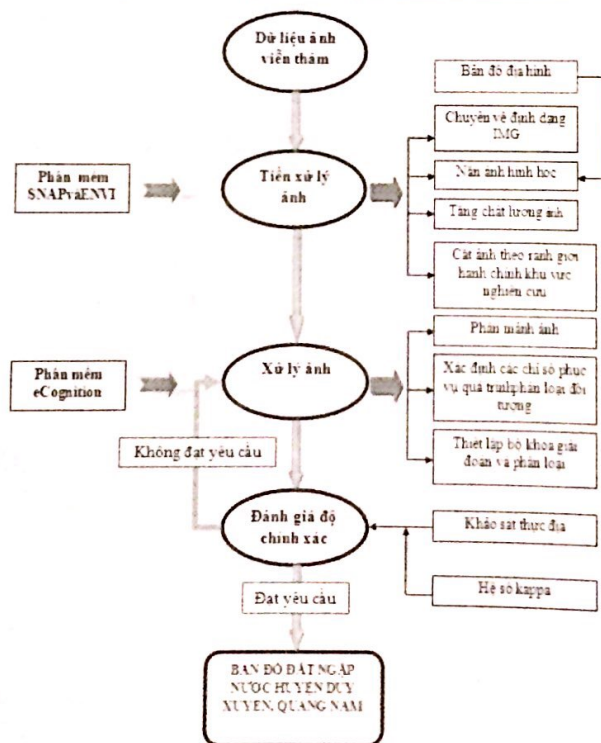 Dữ liệu ảnh
viễn thám
Bản đồ địa hình
Chuyển về định dạng
IMG
Phần mềm
SNAPvàENVI
Tiền xử lý
ảnh
Nắn ảnh hình học
Tăng chất lượng ảnh
Cắt ảnh theo ranh giới
hành chính khu vực
nghiên cứu
Phân mảnh ảnh
Phần mềm
eCognition
Xử lý ảnh
Xác định các chỉ số phục
vụ quá trình phân loại đối
tượng
Không đạt yêu cầu
Thiết lập bộ khóa giải
đoán và phân loại
Đánh giá độ
chính xác
Khảo sát thực địa
Đạt yêu cầu
Hệ số kappa
BẢN ĐỒ ĐẤT NGẬP
NƯỚC HUYỆN DUY
XUYÊN, QUẢNG NAM